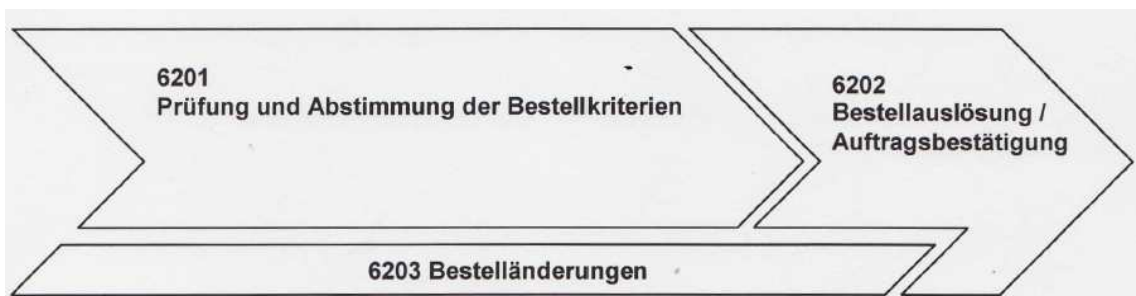 6201
Prüfung und Abstimmung der Bestellkriterien
6202
Bestellauslösung /
Auftragsbestätigung
6203 Bestelländerungen